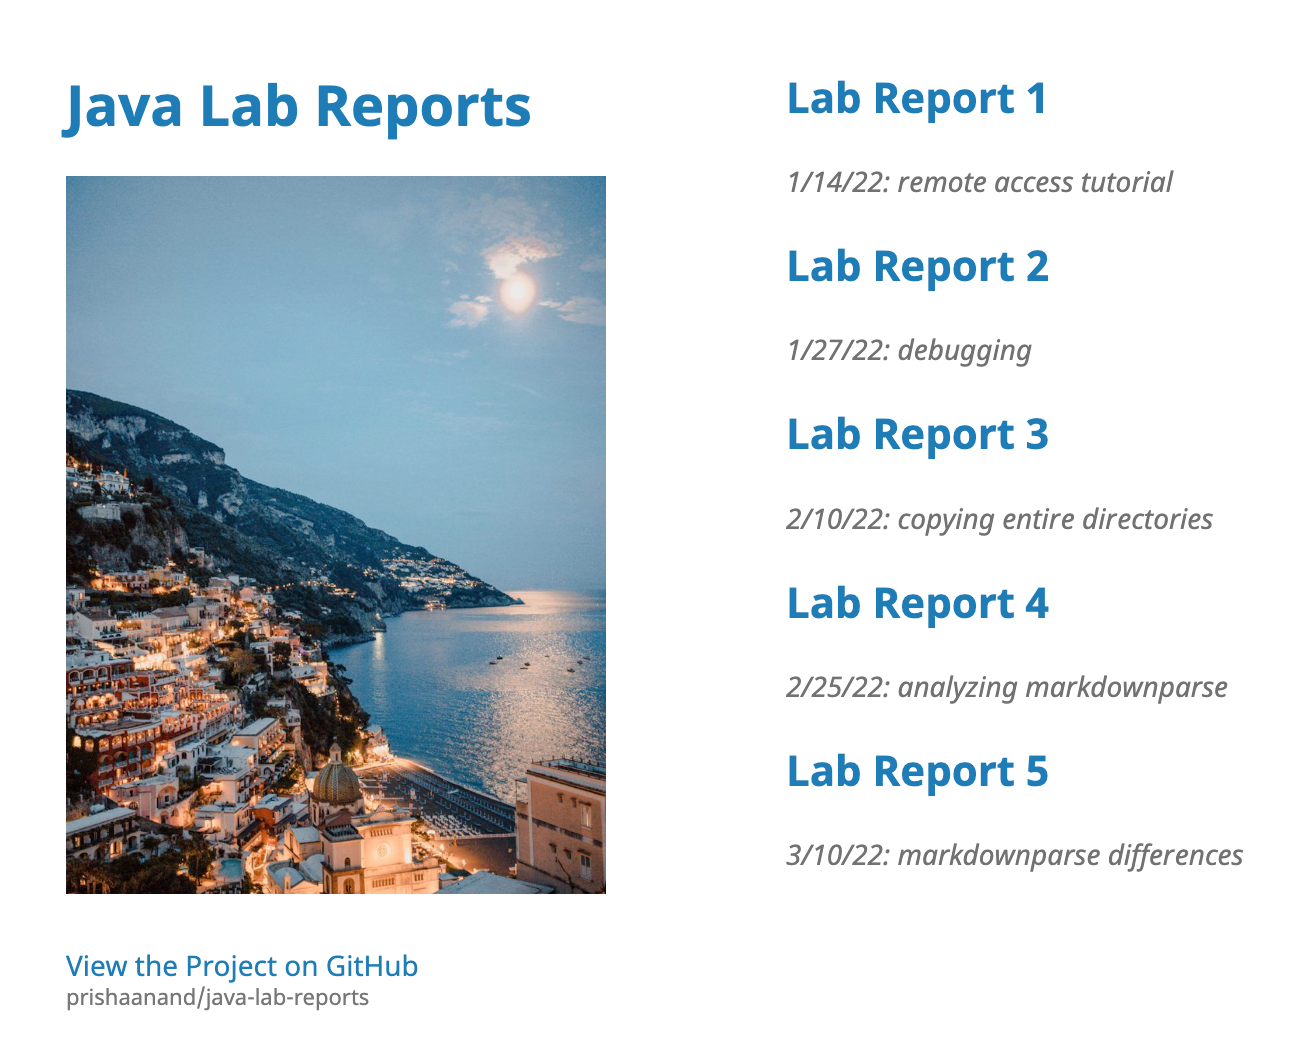 Java Lab Reports
View the Project on GitHub
prishaanand/java-lab-reports
Lab Report 1
1/14/22: remote access tutorial
Lab Report 2
1/27/22: debugging
Lab Report 3
2/10/22: copying entire directories
Lab Report 4
2/25/22: analyzing markdownparse
Lab Report 5
3/10/22: markdownparse differences